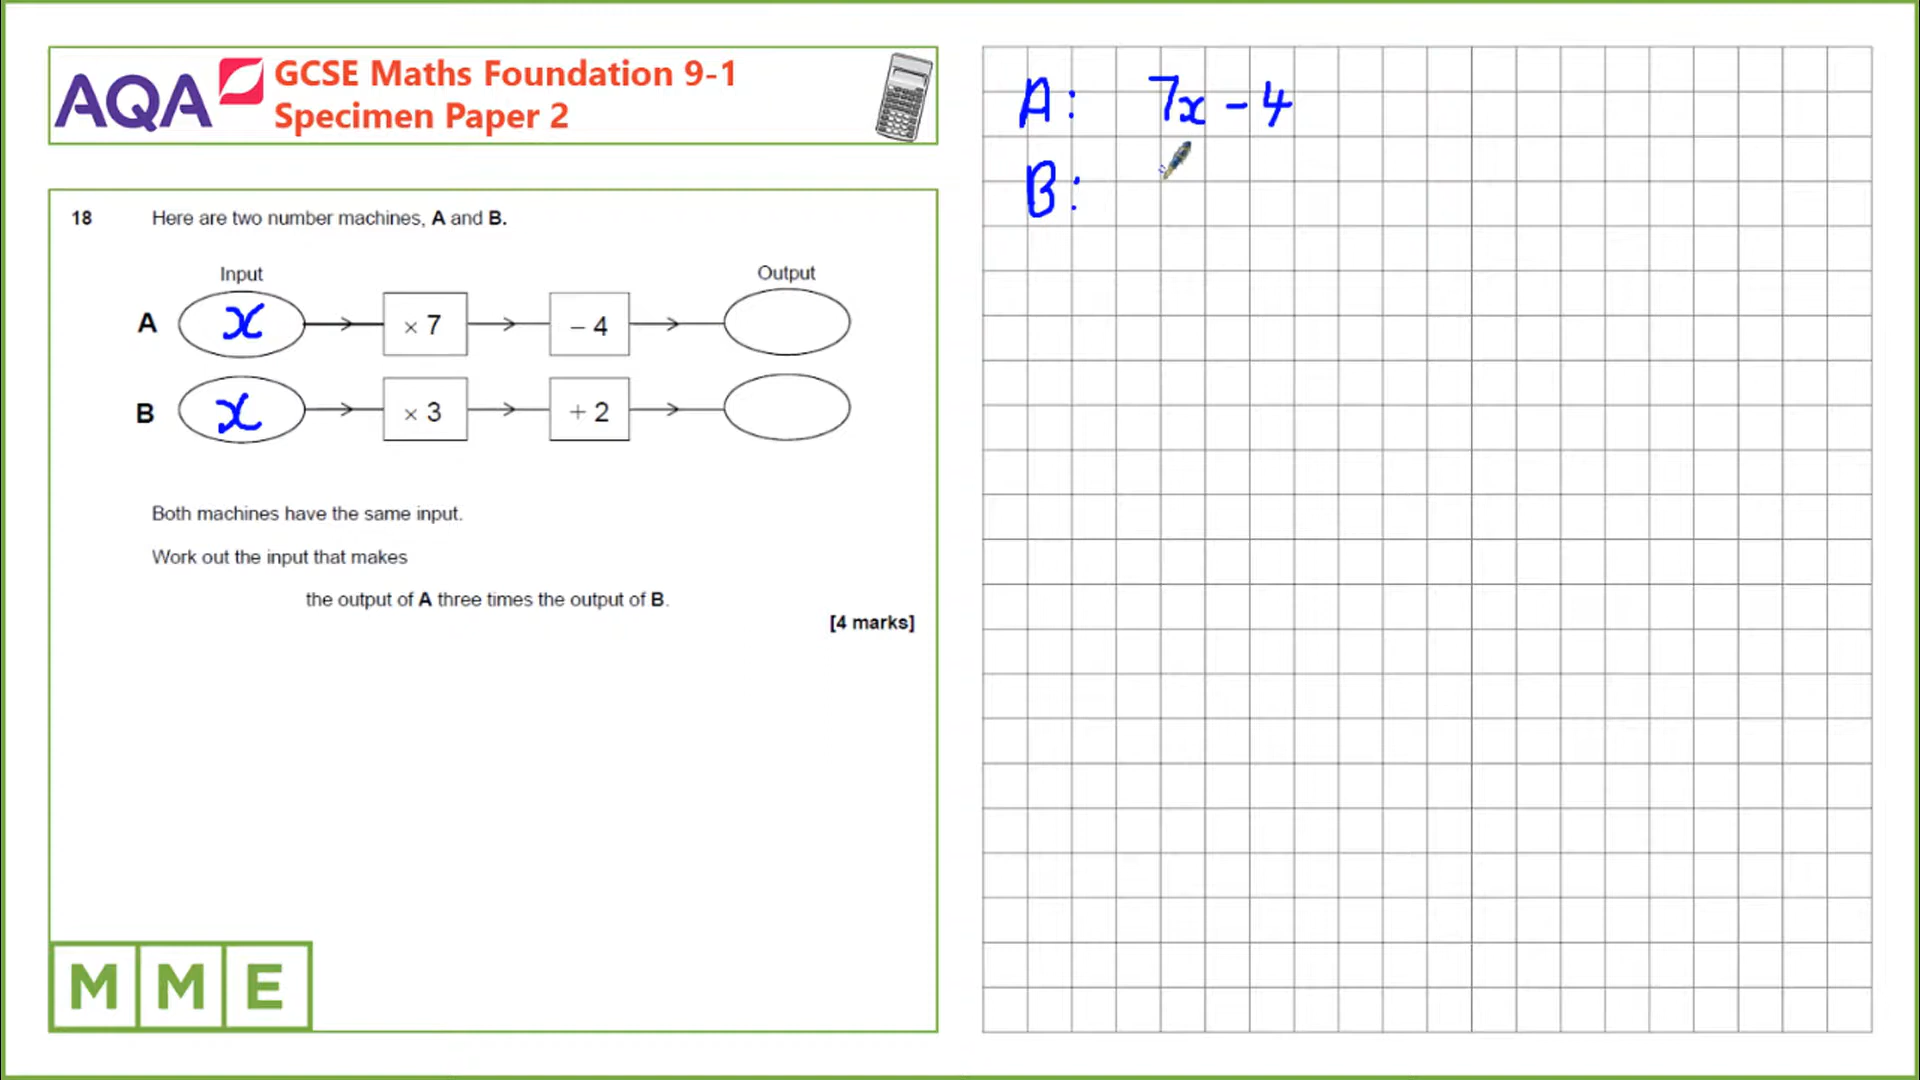 AQA GCSE Maths Foundation 9-1
Specimen Paper 2
18 Here are two number machines, A and B.
Input Output
A x × 7 – 4
B x × 3 + 2
Both machines have the same input.
Work out the input that makes
the output of A three times the output of B.
[4 marks]
MME
A: 7x – 4
B: